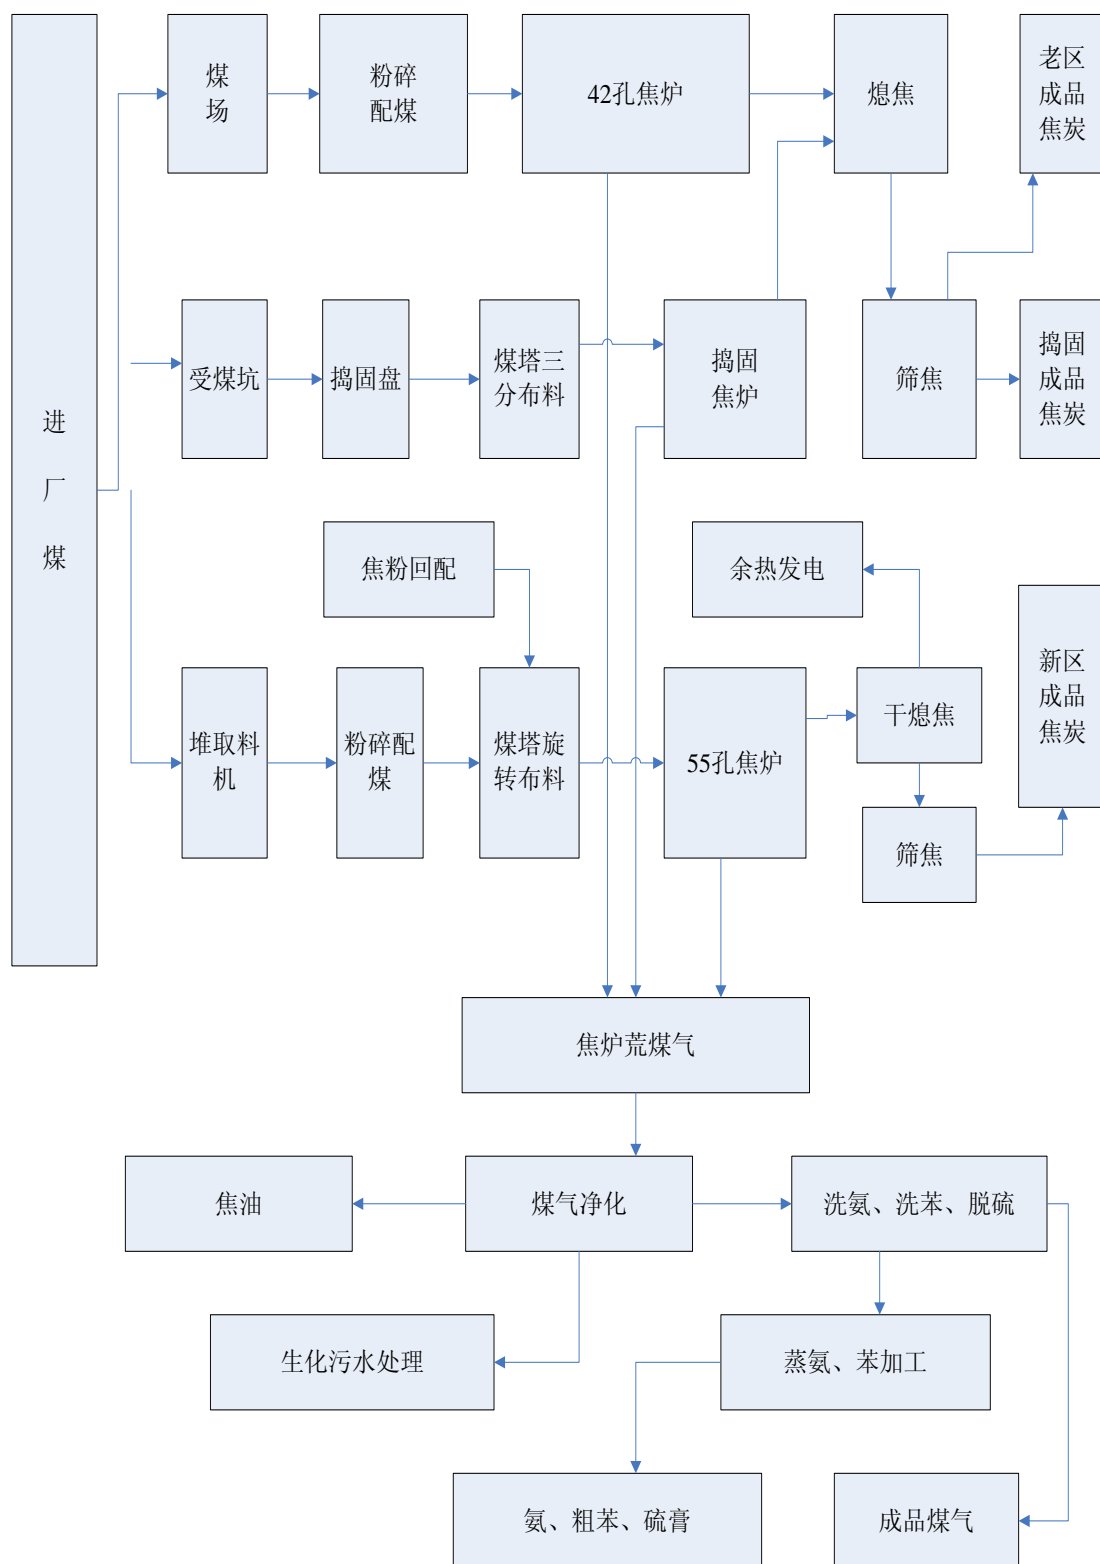 煤
场
粉碎
配煤
42孔焦炉
熄焦
老区
成品
焦炭
进
厂
煤
受煤坑
捣固盘
煤塔三
分布料
捣固
焦炉
筛焦
捣固
成品
焦炭
焦粉回配
余热发电
新区
成品
焦炭
堆取料
机
粉碎配
煤
煤塔旋
转布料
55孔焦炉
干熄焦
筛焦
焦炉荒煤气
焦油
煤气净化
洗氨、洗苯、脱硫
生化污水处理
蒸氨、苯加工
氨、粗苯、硫膏
成品煤气